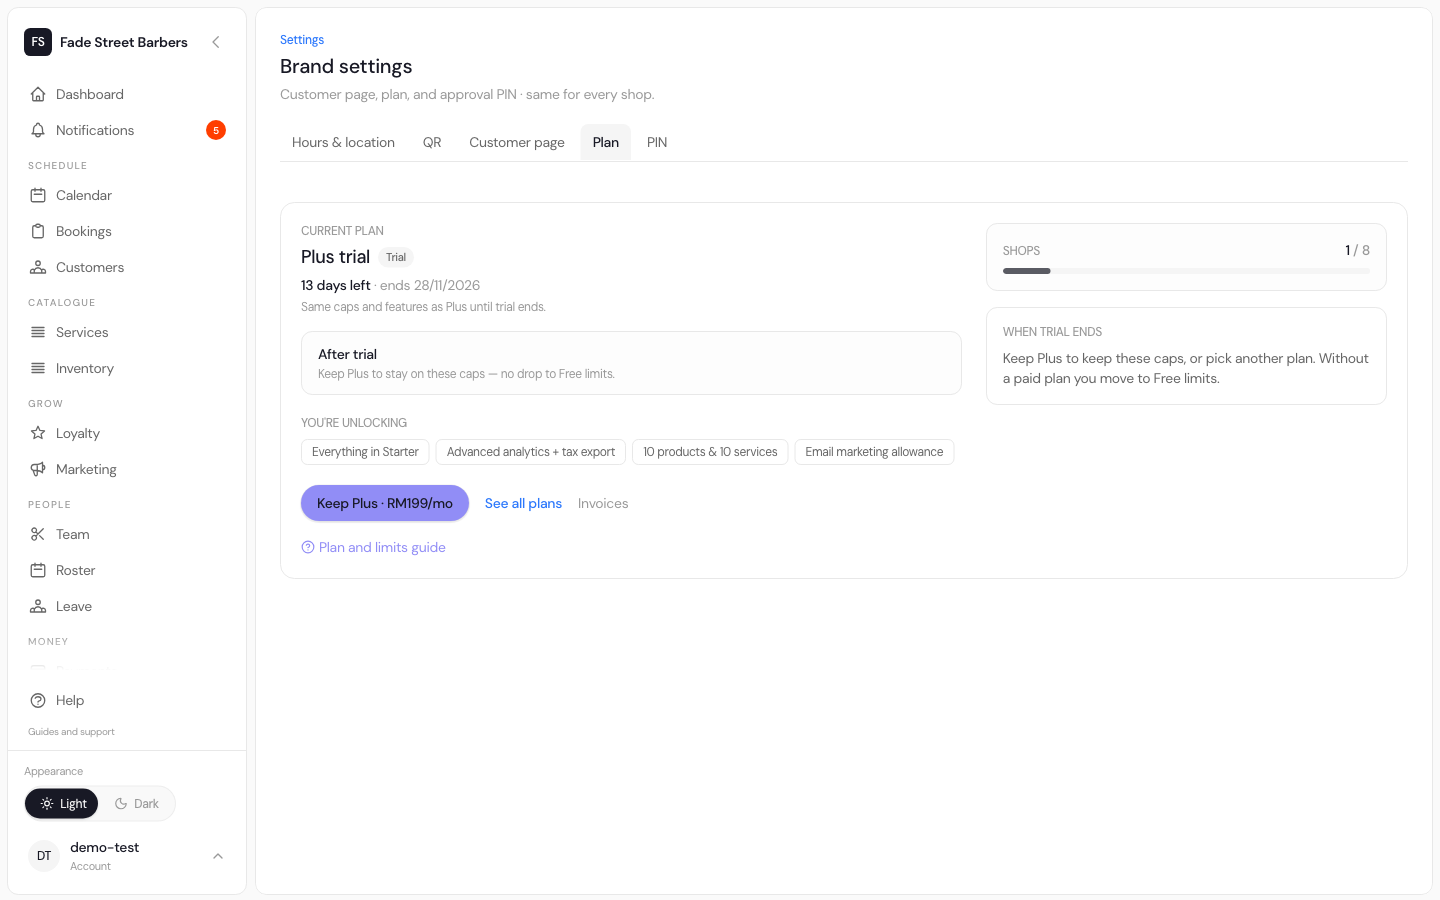 FS
Fade Street Barbers
Dashboard
Notifications
5
SCHEDULE
Calendar
Bookings
Customers
CATALOGUE
Services
Inventory
GROW
Loyalty
Marketing
PEOPLE
Team
Roster
Leave
MONEY
Help
Guides and support
Appearance
Light
Dark
DT
demo-test
Account
Settings
Brand settings
Customer page, plan, and approval PIN · same for every shop.
Hours & location
QR
Customer page
Plan
PIN
CURRENT PLAN
Plus trial
Trial
13 days left · ends 28/11/2026
Same caps and features as Plus until trial ends.
After trial
Keep Plus to stay on these caps — no drop to Free limits.
YOU'RE UNLOCKING
Everything in Starter
Advanced analytics + tax export
10 products & 10 services
Email marketing allowance
Keep Plus · RM199/mo
See all plans
Invoices
Plan and limits guide
SHOPS
1 / 8
WHEN TRIAL ENDS
Keep Plus to keep these caps, or pick another plan. Without
a paid plan you move to Free limits.